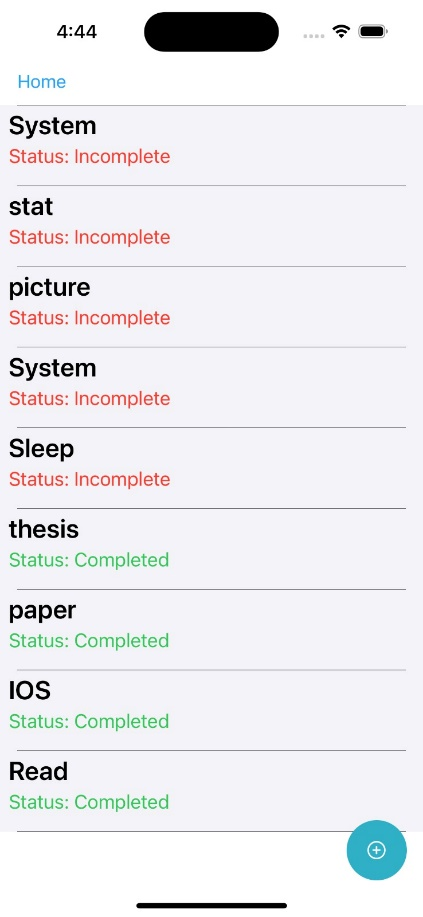 4:44
Home
System
Status: Incomplete
stat
Status: Incomplete
picture
Status: Incomplete
System
Status: Incomplete
Sleep
Status: Incomplete
thesis
Status: Completed
paper
Status: Completed
IOS
Status: Completed
Read
Status: Completed